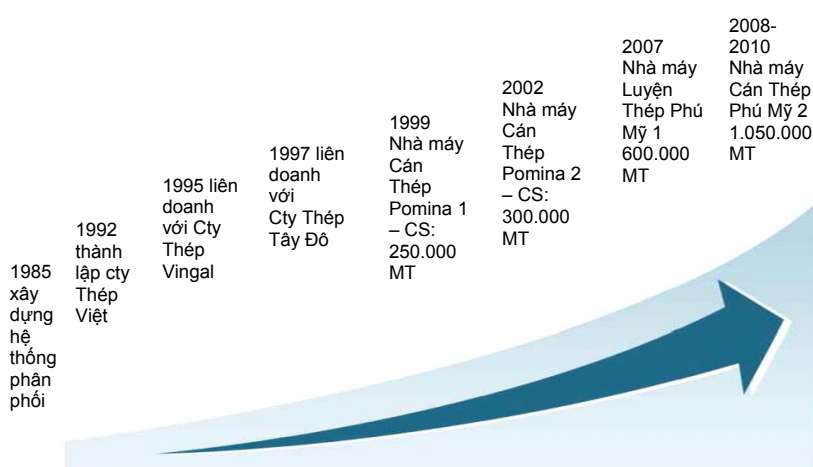 1985
xây
dựng
hệ
thống
phân
phối
1992
thành
lập cty
Thép
Việt
1995 liên
doanh
với Cty
Thép
Vingal
1997 liên
doanh
với
Cty Thép
Tây Đô
1999
Nhà máy
Cán
Thép
Pomina 1
– CS:
250.000
MT
2002
Nhà máy
Cán
Thép
Pomina 2
– CS:
300.000
MT
2007
Nhà máy
Luyện
Thép Phú
Mỹ 1
600.000
MT
2008-
2010
Nhà máy
Cán Thép
Phú Mỹ 2
1.050.000
MT